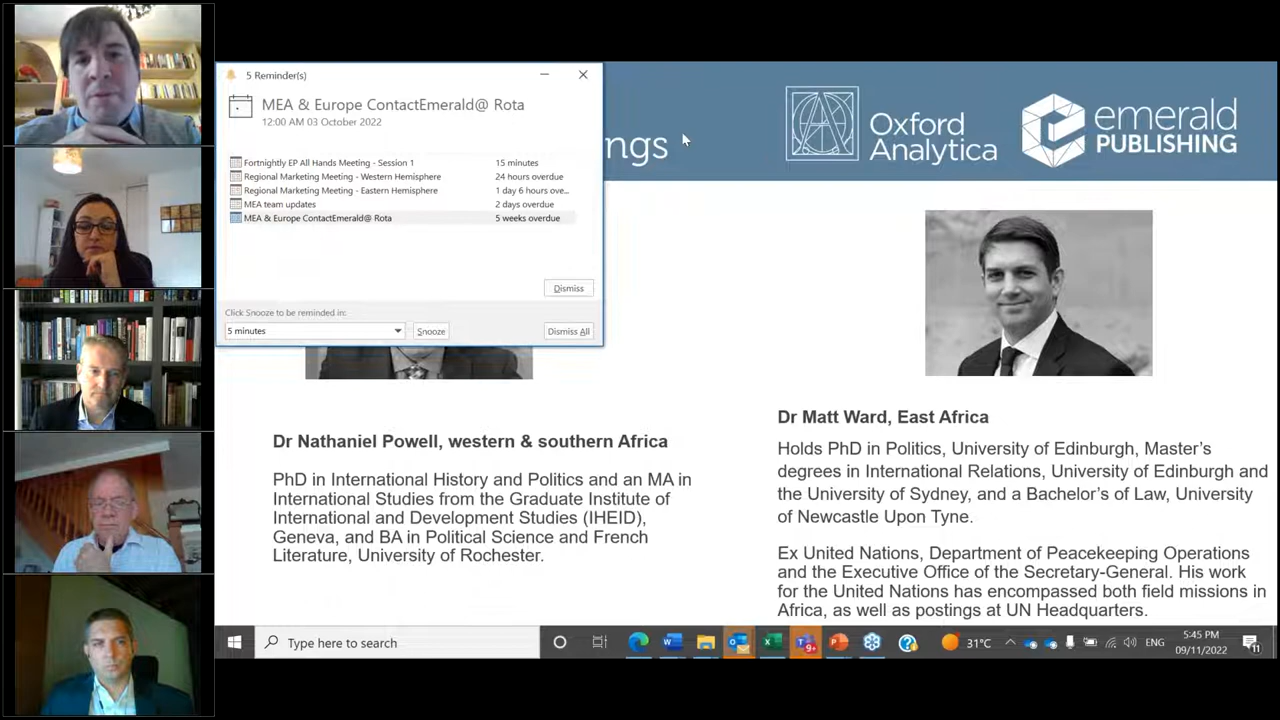 5 Reminder(s)
MEA & Europe ContactEmerald@ Rota
12:00 AM 03 October 2022
Fortnightly EP All Hands Meeting - Session 1 15 minutes
Regional Marketing Meeting - Western Hemisphere 24 hours overdue
Regional Marketing Meeting - Eastern Hemisphere 1 day 6 hours ove...
MEA team updates 2 days overdue
MEA & Europe ContactEmerald@ Rota 5 weeks overdue
Dismiss
Click Snooze to be reminded in:
5 minutes Snooze Dismiss All
ngs
Oxford
Analytica
emerald
PUBLISHING
Dr Nathaniel Powell, western & southern Africa
PhD in International History and Politics and an MA in
International Studies from the Graduate Institute of
International and Development Studies (IHEID),
Geneva, and BA in Political Science and French
Literature, University of Rochester.
Dr Matt Ward, East Africa
Holds PhD in Politics, University of Edinburgh, Master’s
degrees in International Relations, University of Edinburgh and
the University of Sydney, and a Bachelor’s of Law, University
of Newcastle Upon Tyne.
Ex United Nations, Department of Peacekeeping Operations
and the Executive Office of the Secretary-General. His work
for the United Nations has encompassed both field missions in
Africa, as well as postings at UN Headquarters.
Type here to search
9+
31°C
ENG
5:45 PM
09/11/2022
11